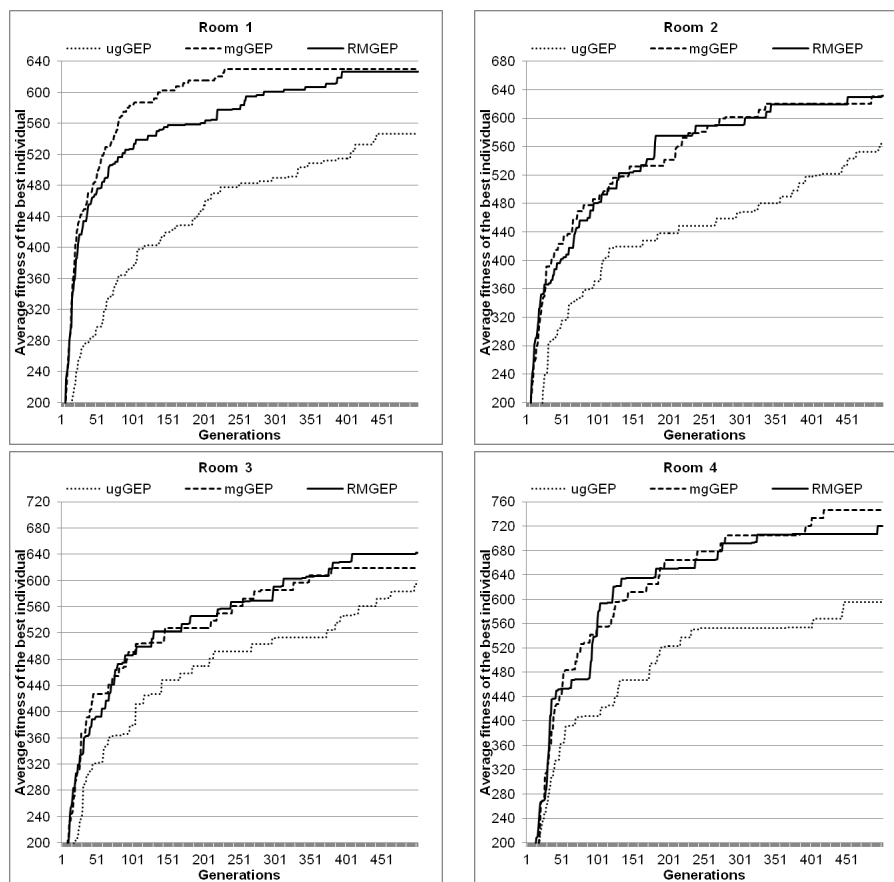 Room 1
ugGEP mgGEP RMGEP
Average fitness of the best individual
640
600
560
520
480
440
400
360
320
280
240
200
1 51 101 151 201 251 301 351 401 451
Generations
Room 2
ugGEP mgGEP RMGEP
Average fitness of the best individual
680
640
600
560
520
480
440
400
360
320
280
240
200
1 51 101 151 201 251 301 351 401 451
Generations
Room 3
ugGEP mgGEP RMGEP
Average fitness of the best individual
720
680
640
600
560
520
480
440
400
360
320
280
240
200
1 51 101 151 201 251 301 351 401 451
Generations
Room 4
ugGEP mgGEP RMGEP
Average fitness of the best individual
760
720
680
640
600
560
520
480
440
400
360
320
280
240
200
1 51 101 151 201 251 301 351 401 451
Generations